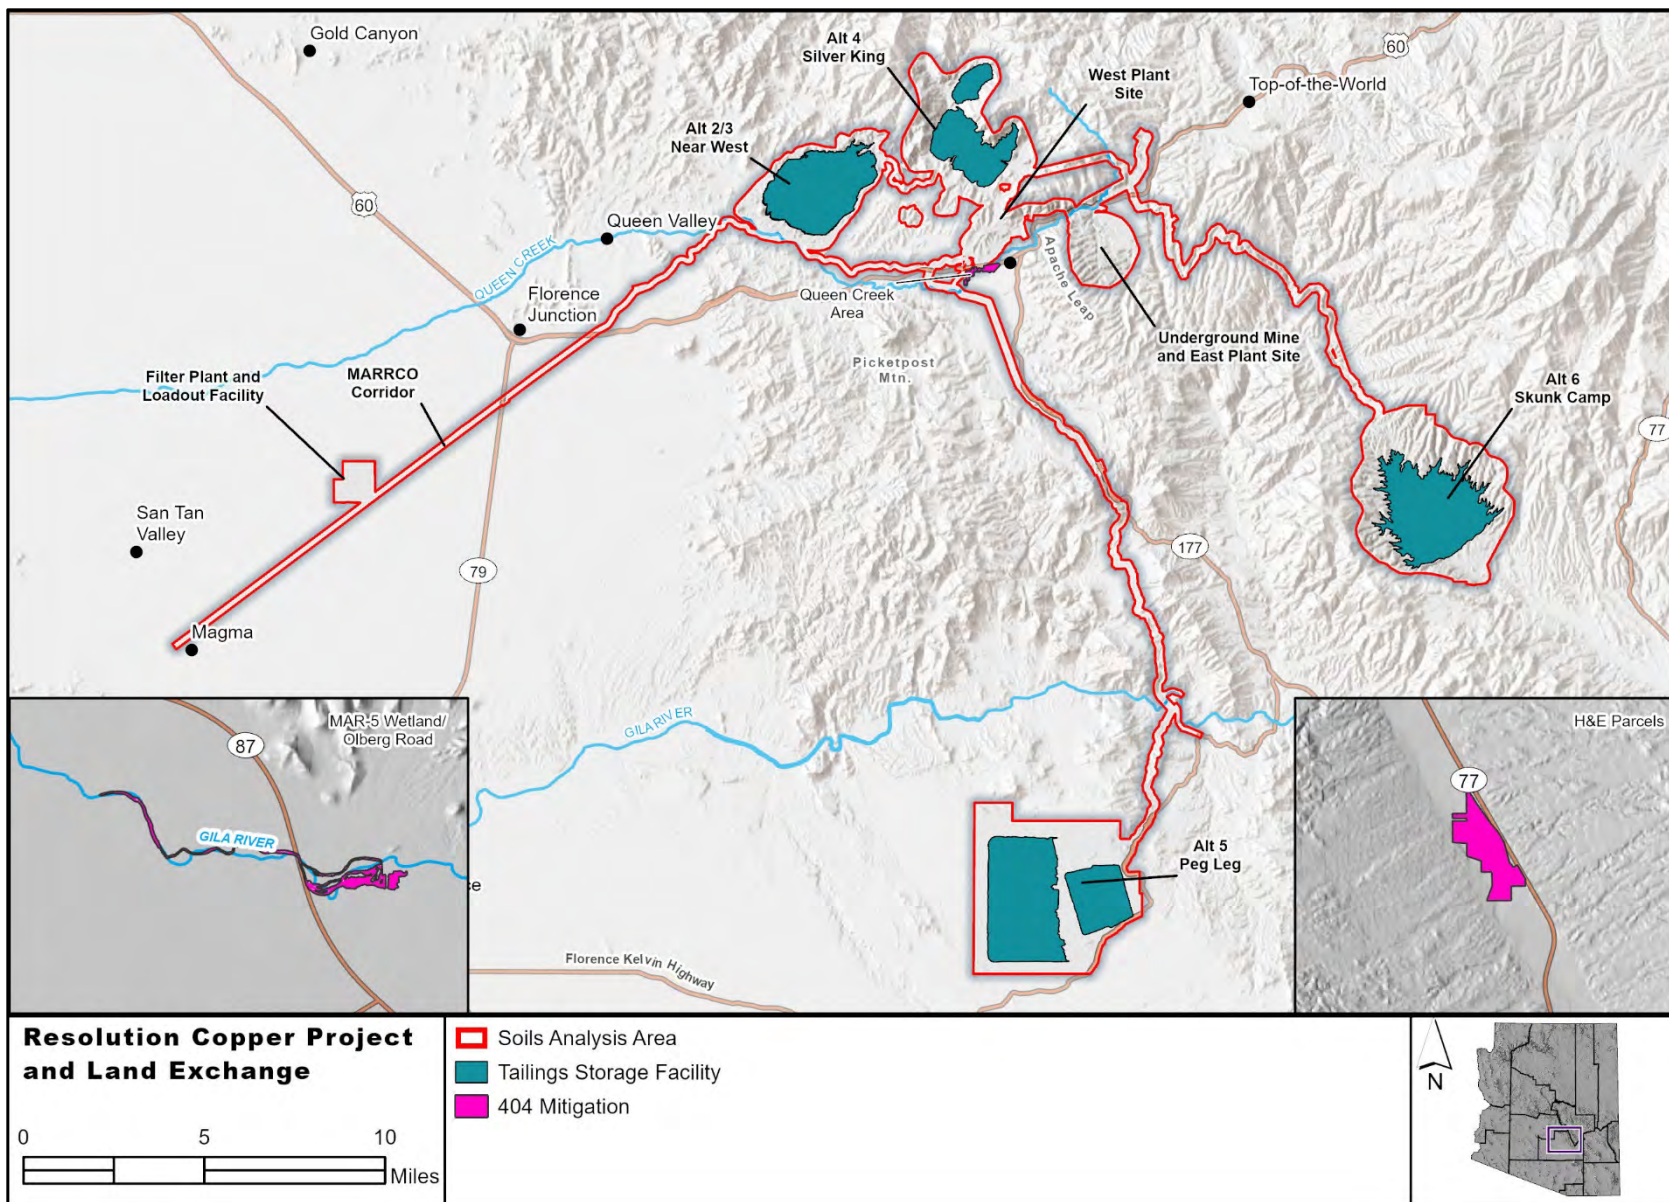 Gold Canyon
Alt 4
Silver King
60
West Plant
Site
Top-of-the-World
Alt 2/3
Near West
60
Queen Valley
QUEEN CREEK
Apache Leap
Queen Creek
Area
Florence
Junction
Underground Mine
and East Plant Site
Picketpost
Mtn.
Filter Plant and
Loadout Facility
MARRCO
Corridor
Alt 6
Skunk Camp
77
San Tan
Valley
177
79
Magma
GILA RIVER
MAR-5 Wetland/
Olberg Road
87
GILA RIVER
ce
Alt 5
Peg Leg
Florence Kelvin Highway
H&E Parcels
77
Resolution Copper Project
and Land Exchange
0 5 10
Miles
Soils Analysis Area
Tailings Storage Facility
404 Mitigation
N